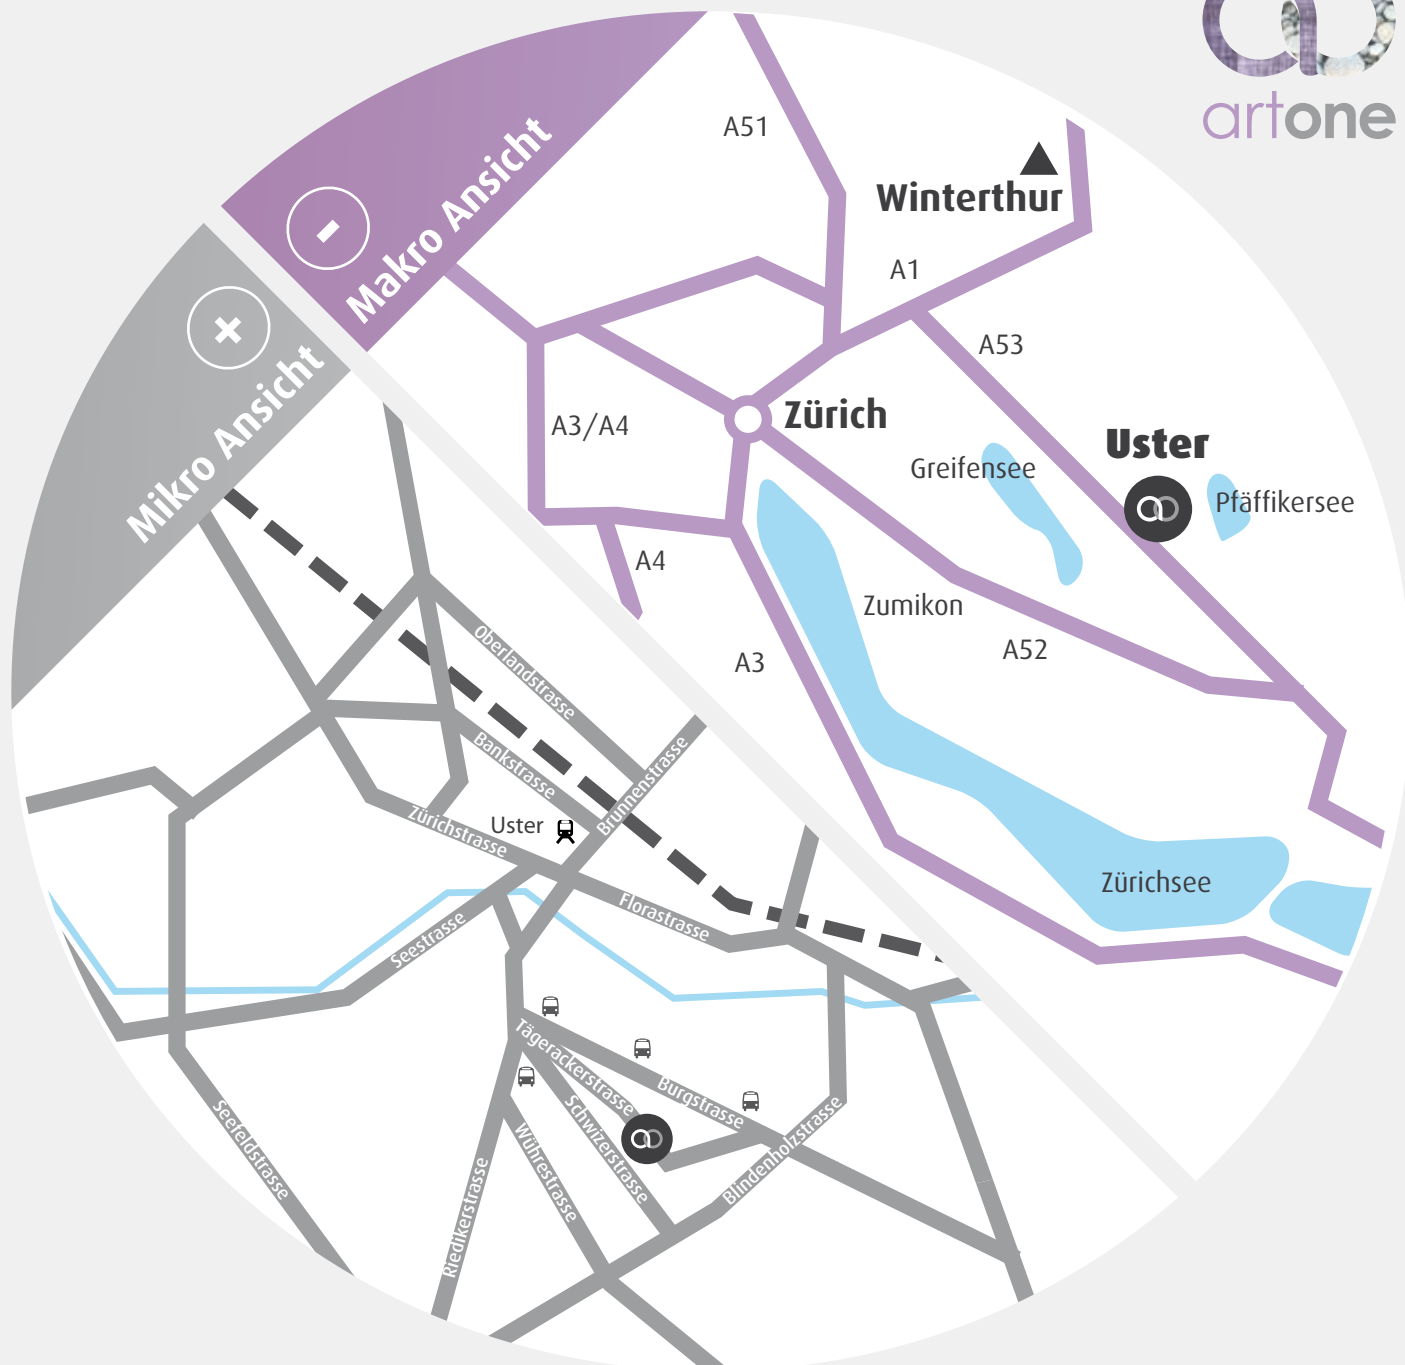 artone
Makro Ansicht
Mikro Ansicht
A51
Winterthur
A1
A53
A3/A4
Zürich
Uster
Greifensee
Pfäffikersee
A4
Zumikon
A52
A3
Zürichsee
Oberlandstrasse
Bankstrasse
Brunnenstrasse
Zürichstrasse
Uster
Florastrasse
Seestrasse
Tägerackerstrasse
Burgstrasse
Schwizerstrasse
Wührestrasse
Blindenholzstrasse
Seefeldstrasse
Riedikerstrasse